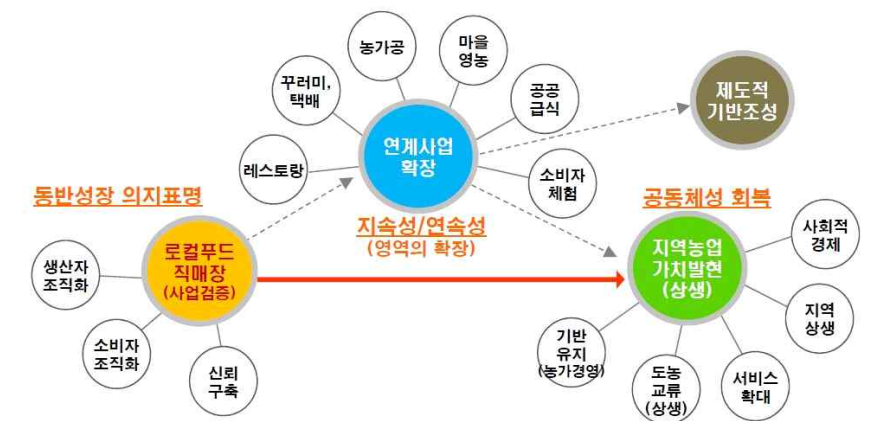 동반성장 의지표명
로컬푸드
직매장
(사업검증)
생산자
조직화
소비자
조직화
신뢰
구축
연계사업
확장
지속성/연속성
(영역의 확장)
레스토랑
꾸러미,
택배
농가공
마을
영농
공공
급식
소비자
체험
제도적
기반조성
공동체성 회복
지역농업
가치발현
(상생)
사회적
경제
지역
상생
서비스
확대
도농
교류
(상생)
기반
유지
(농가경영)